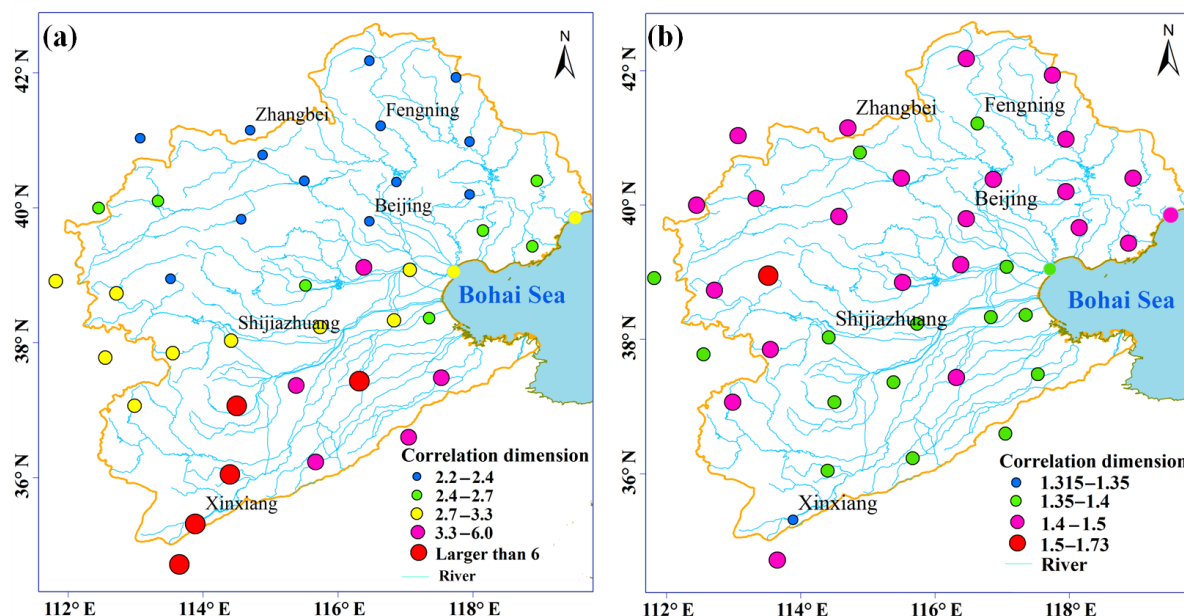 (a)
N
42° N
40° N
38° N
36° N
Zhangbei
Fengning
Beijing
Bohai Sea
Shijiazhuang
Xinxiang
Correlation dimension
2.2–2.4
2.4–2.7
2.7–3.3
3.3–6.0
Larger than 6
River
112° E 114° E 116° E 118° E
(b)
N
42° N
40° N
38° N
36° N
Zhangbei
Fengning
Beijing
Bohai Sea
Shijiazhuang
Xinxiang
Correlation dimension
1.315–1.35
1.35–1.4
1.4–1.5
1.5–1.73
River
112° E 114° E 116° E 118° E